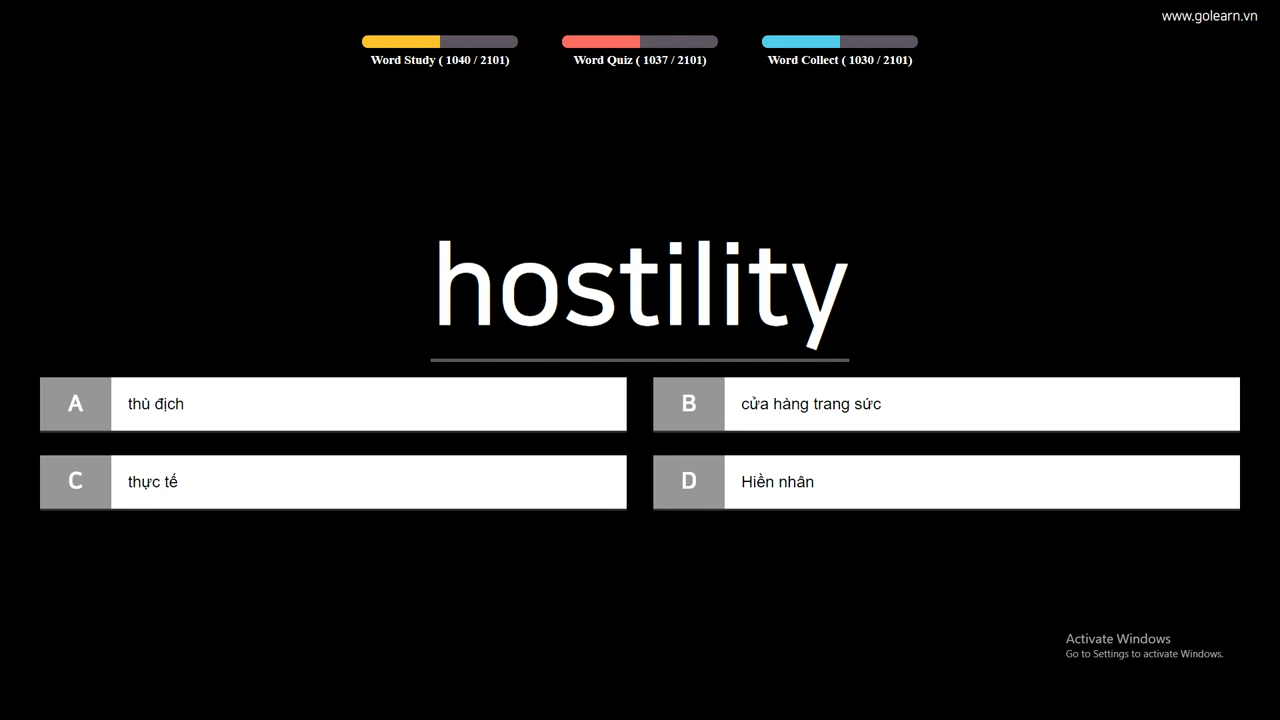 www.golearn.vn
Word Study ( 1040 / 2101)
Word Quiz ( 1037 / 2101)
Word Collect ( 1030 / 2101)
hostility
A thù địch
B cửa hàng trang sức
C thực tế
D Hiền nhân
Activate Windows
Go to Settings to activate Windows.